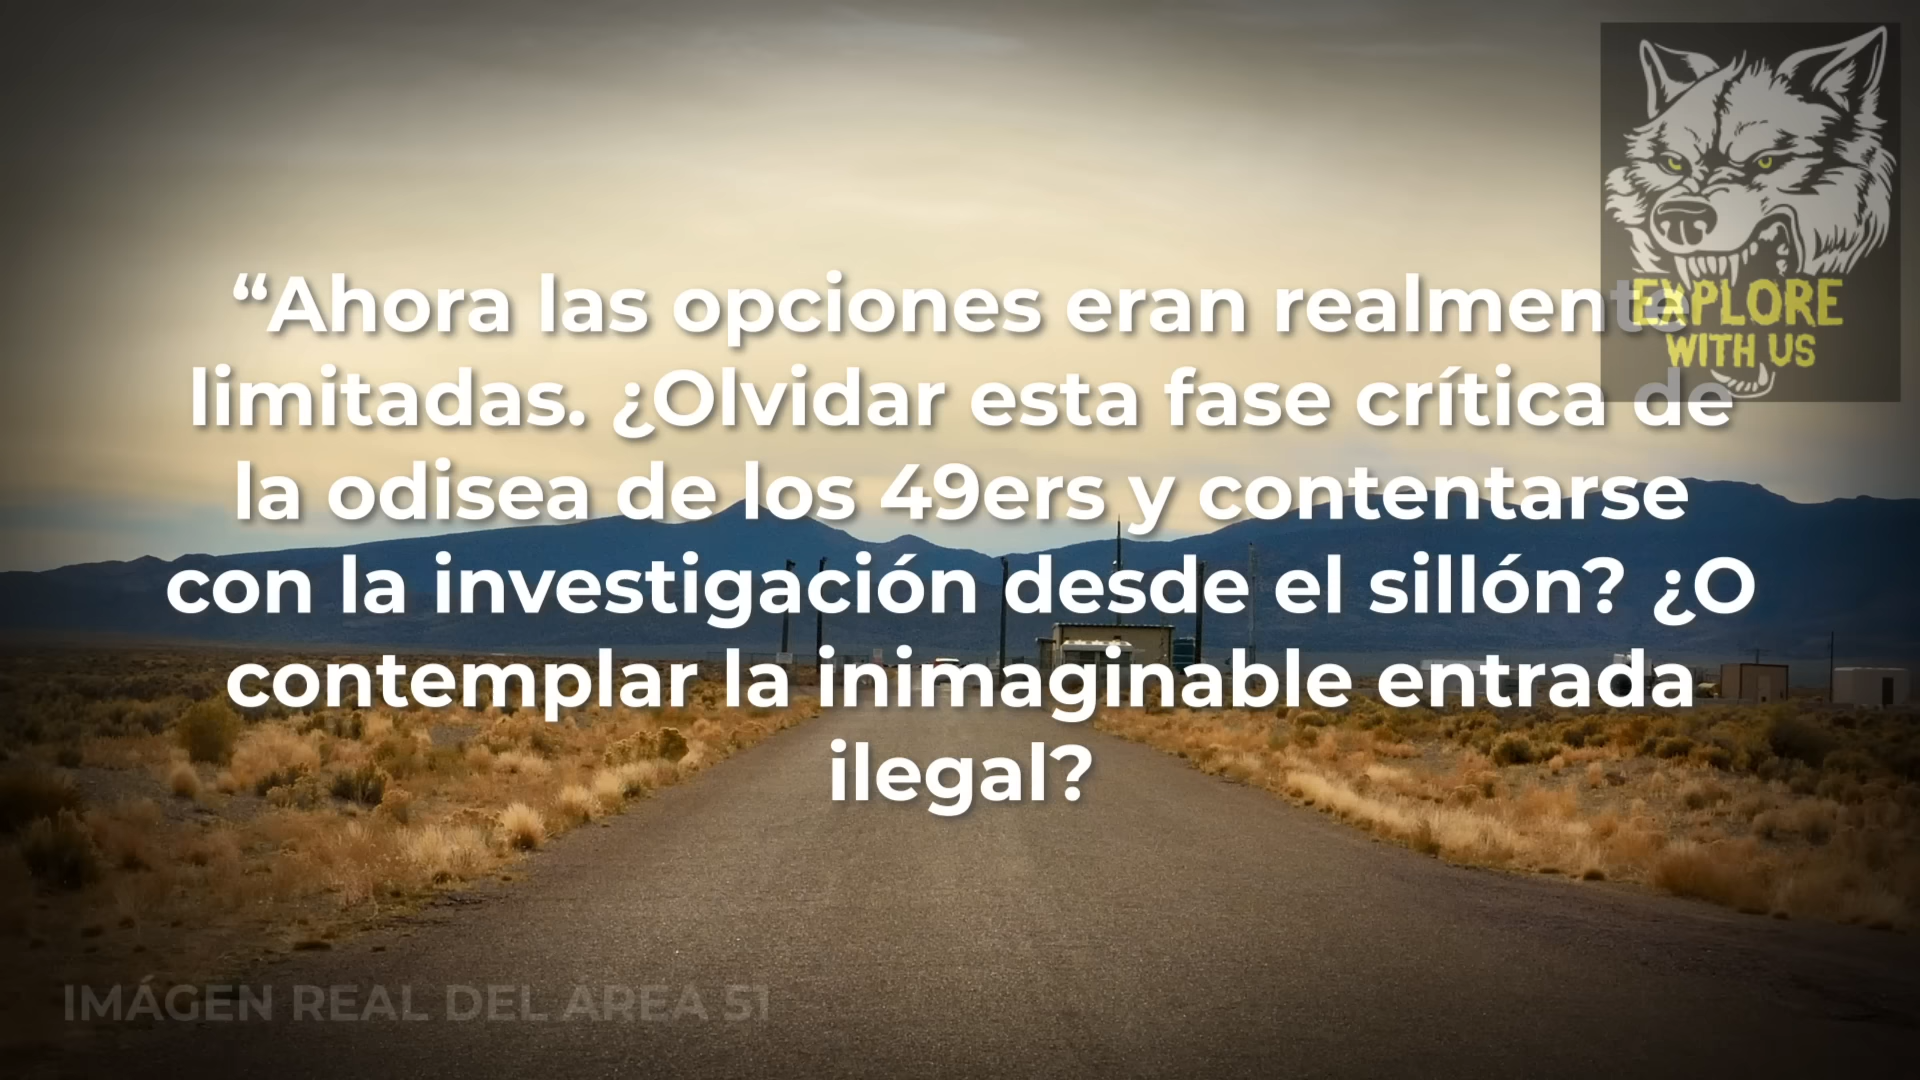 “Ahora las opciones eran realmente
limitadas. ¿Olvidar esta fase crítica de
la odisea de los 49ers y contentarse
con la investigación desde el sillón? ¿O
contemplar la inimaginable entrada
ilegal?
EXPLORE
WITH US
IMÁGEN REAL DEL ÁREA 51